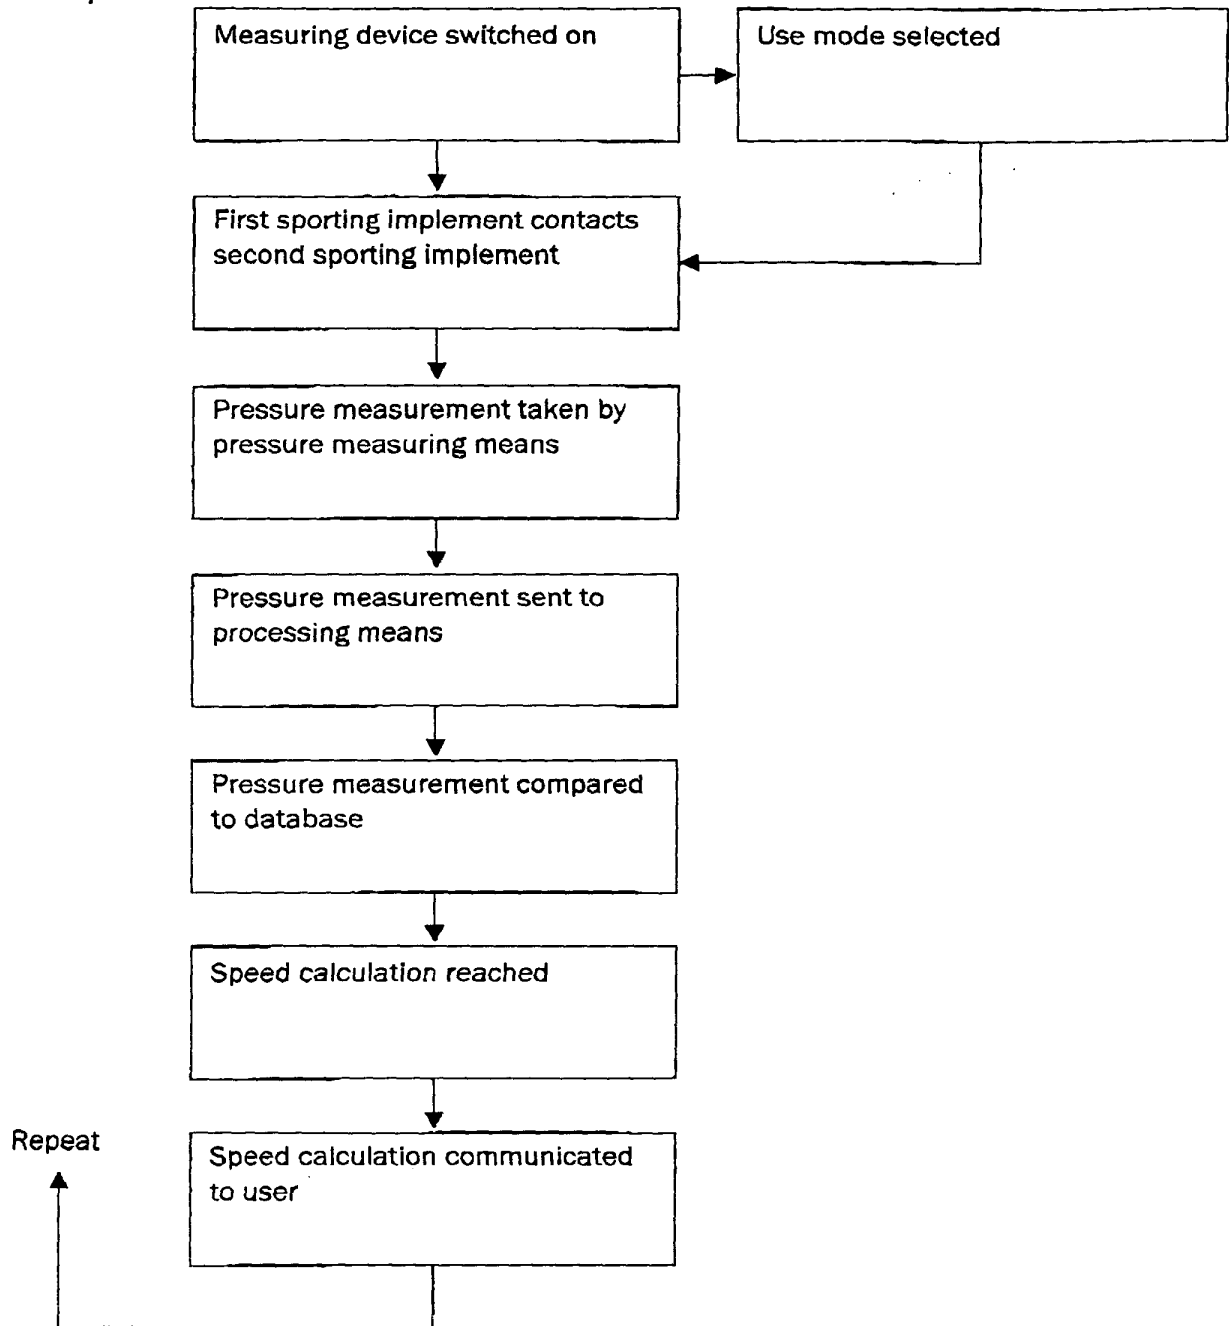 Measuring device switched on
Use mode selected
First sporting implement contacts
second sporting implement
Pressure measurement taken by
pressure measuring means
Pressure measurement sent to
processing means
Pressure measurement compared
to database
Speed calculation reached
Repeat
Speed calculation communicated
to user